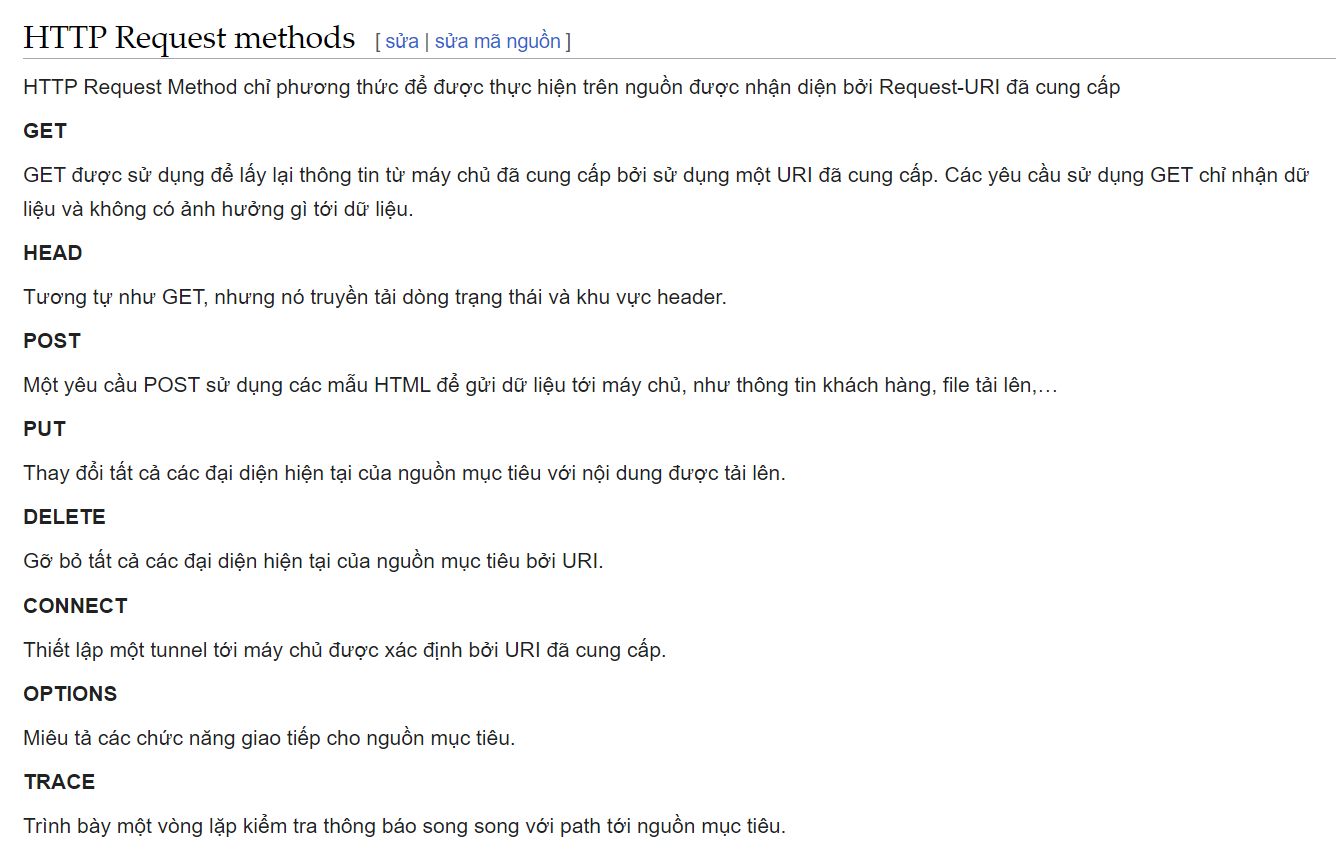 HTTP Request methods [ sửa | sửa mã nguồn ]
HTTP Request Method chỉ phương thức để được thực hiện trên nguồn được nhận diện bởi Request-URI đã cung cấp
GET
GET được sử dụng để lấy lại thông tin từ máy chủ đã cung cấp bởi sử dụng một URI đã cung cấp. Các yêu cầu sử dụng GET chỉ nhận dữ
liệu và không có ảnh hưởng gì tới dữ liệu.
HEAD
Tương tự như GET, nhưng nó truyền tải dòng trạng thái và khu vực header.
POST
Một yêu cầu POST sử dụng các mẫu HTML để gửi dữ liệu tới máy chủ, như thông tin khách hàng, file tải lên,…
PUT
Thay đổi tất cả các đại diện hiện tại của nguồn mục tiêu với nội dung được tải lên.
DELETE
Gỡ bỏ tất cả các đại diện hiện tại của nguồn mục tiêu bởi URI.
CONNECT
Thiết lập một tunnel tới máy chủ được xác định bởi URI đã cung cấp.
OPTIONS
Miêu tả các chức năng giao tiếp cho nguồn mục tiêu.
TRACE
Trình bày một vòng lặp kiểm tra thông báo song song với path tới nguồn mục tiêu.